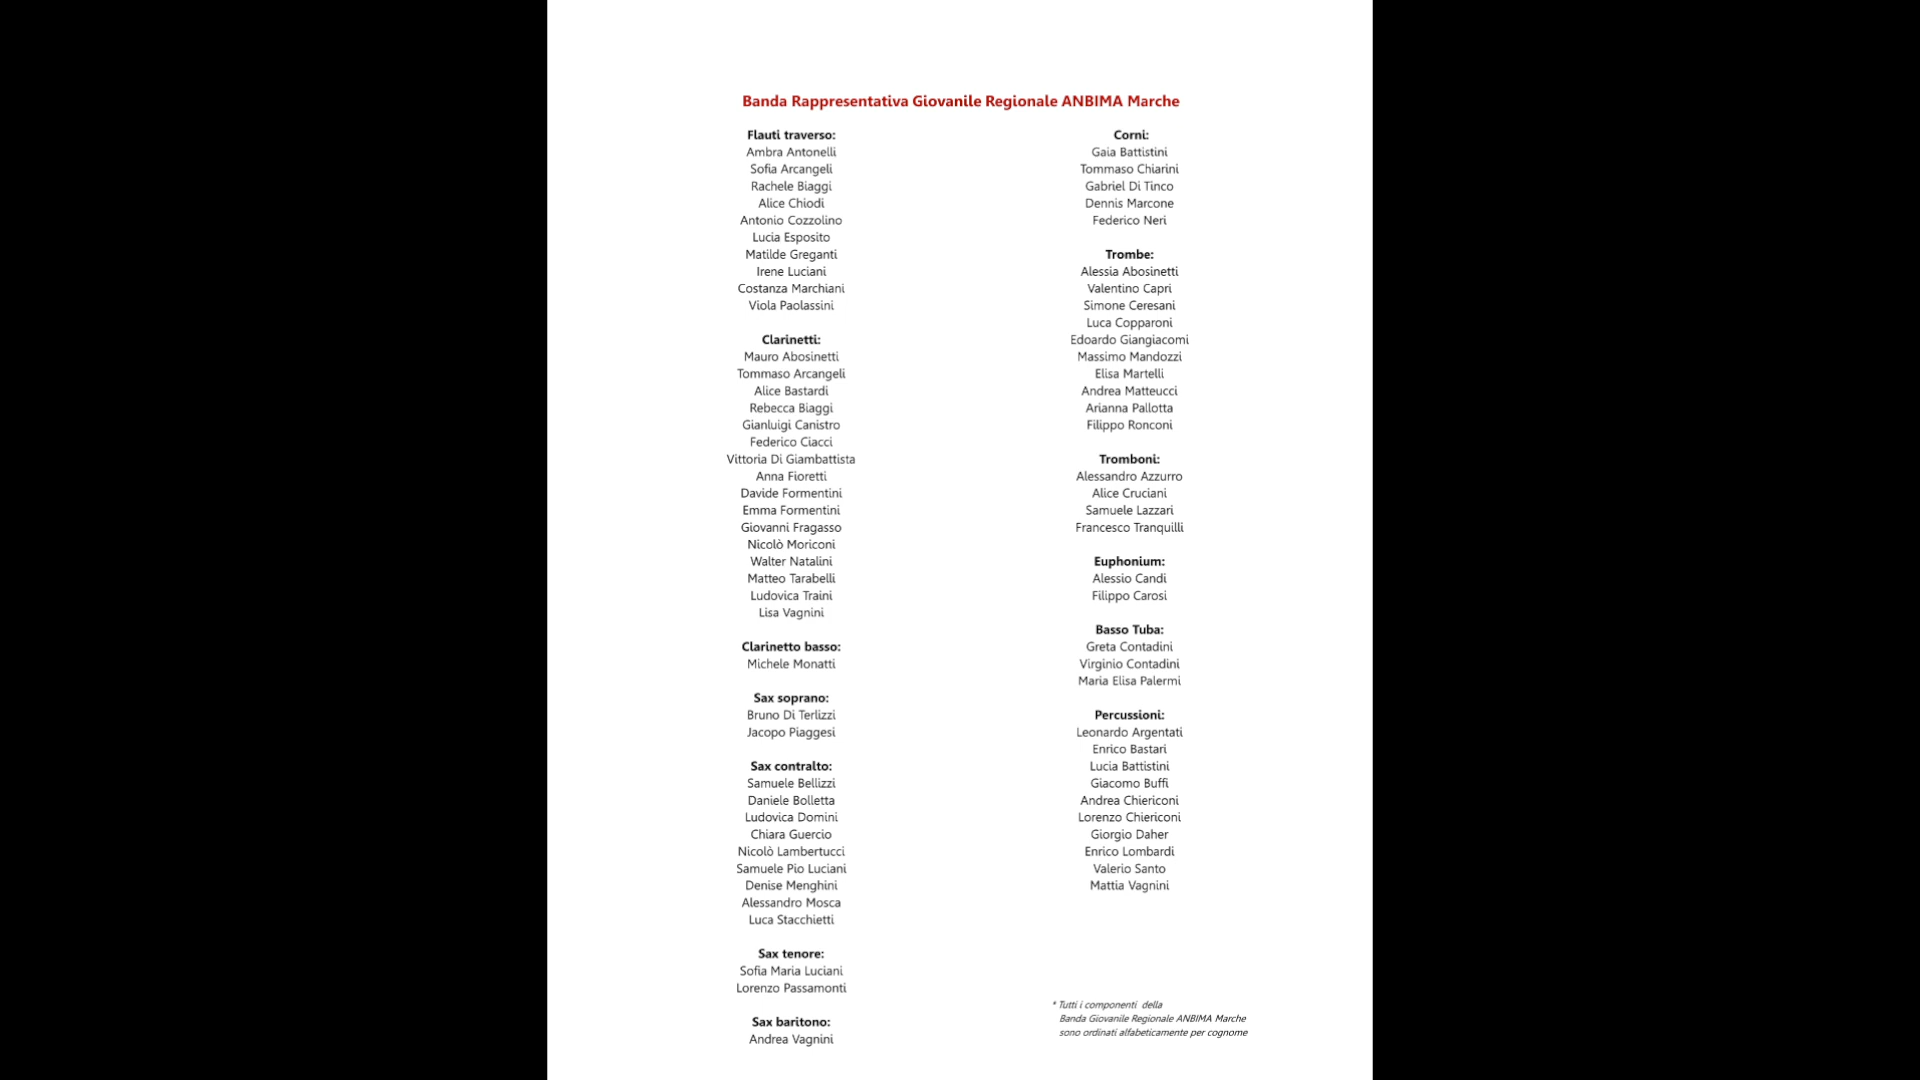 Banda Rappresentativa Giovanile Regionale ANBIMA Marche
Flauti traverso:
Ambra Antonelli
Sofia Arcangeli
Rachele Biaggi
Alice Chiodi
Antonio Cozzolino
Lucia Esposito
Matilde Greganti
Irene Luciani
Costanza Marchiani
Viola Paolassini
Clarinetti:
Mauro Abosinetti
Tommaso Arcangeli
Alice Bastardi
Rebecca Biaggi
Gianluigi Canistro
Federico Ciacci
Vittoria Di Giambattista
Anna Fioretti
Davide Formentini
Emma Formentini
Giovanni Fragasso
Nicolò Moriconi
Walter Natalini
Matteo Tarabelli
Ludovica Traini
Lisa Vagnini
Clarinetto basso:
Michele Monatti
Sax soprano:
Bruno Di Terlizzi
Jacopo Piaggesi
Sax contralto:
Samuele Bellizzi
Daniele Bolletta
Ludovica Domini
Chiara Guercio
Nicolò Lambertucci
Samuele Pio Luciani
Denise Menghini
Alessandro Mosca
Luca Stacchietti
Sax tenore:
Sofia Maria Luciani
Lorenzo Passamonti
Sax baritono:
Andrea Vagnini
Corni:
Gaia Battistini
Tommaso Chiarini
Gabriel Di Tinco
Dennis Marcone
Federico Neri
Trombe:
Alessia Abosinetti
Valentino Capri
Simone Ceresani
Luca Copparoni
Edoardo Giangiacomi
Massimo Mandozzi
Elisa Martelli
Andrea Matteucci
Arianna Pallotta
Filippo Ronconi
Tromboni:
Alessandro Azzurro
Alice Cruciani
Samuele Lazzari
Francesco Tranquilli
Euphonium:
Alessio Candi
Filippo Carosi
Basso Tuba:
Greta Contadini
Virginio Contadini
Maria Elisa Palermi
Percussioni:
Leonardo Argentati
Enrico Bastari
Lucia Battistini
Giacomo Buffi
Andrea Chiericoni
Lorenzo Chiericoni
Giorgio Daher
Enrico Lombardi
Valerio Santo
Mattia Vagnini
* Tutti i componenti della
Banda Giovanile Regionale ANBIMA Marche
sono ordinati alfabeticamente per cognome